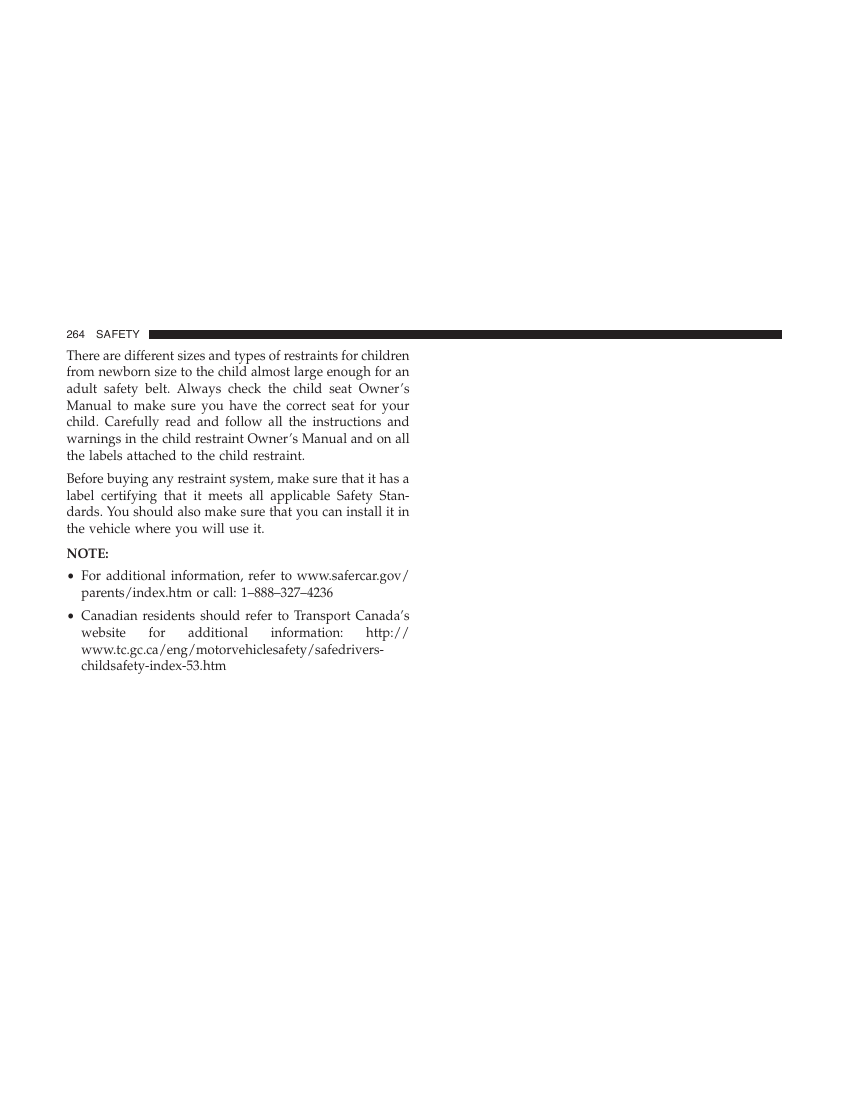 264 SAFETY
There are different sizes and types of restraints for children
from newborn size to the child almost large enough for an
adult safety belt. Always check the child seat Owner’s
Manual to make sure you have the correct seat for your
child. Carefully read and follow all the instructions and
warnings in the child restraint Owner’s Manual and on all
the labels attached to the child restraint.
Before buying any restraint system, make sure that it has a
label certifying that it meets all applicable Safety Stan-
dards. You should also make sure that you can install it in
the vehicle where you will use it.
NOTE:
• For additional information, refer to www.safercar.gov/
parents/index.htm or call: 1–888–327–4236
• Canadian residents should refer to Transport Canada’s
website for additional information: http://
www.tc.gc.ca/eng/motorvehiclesafety/safedrivers-
childsafety-index-53.htm